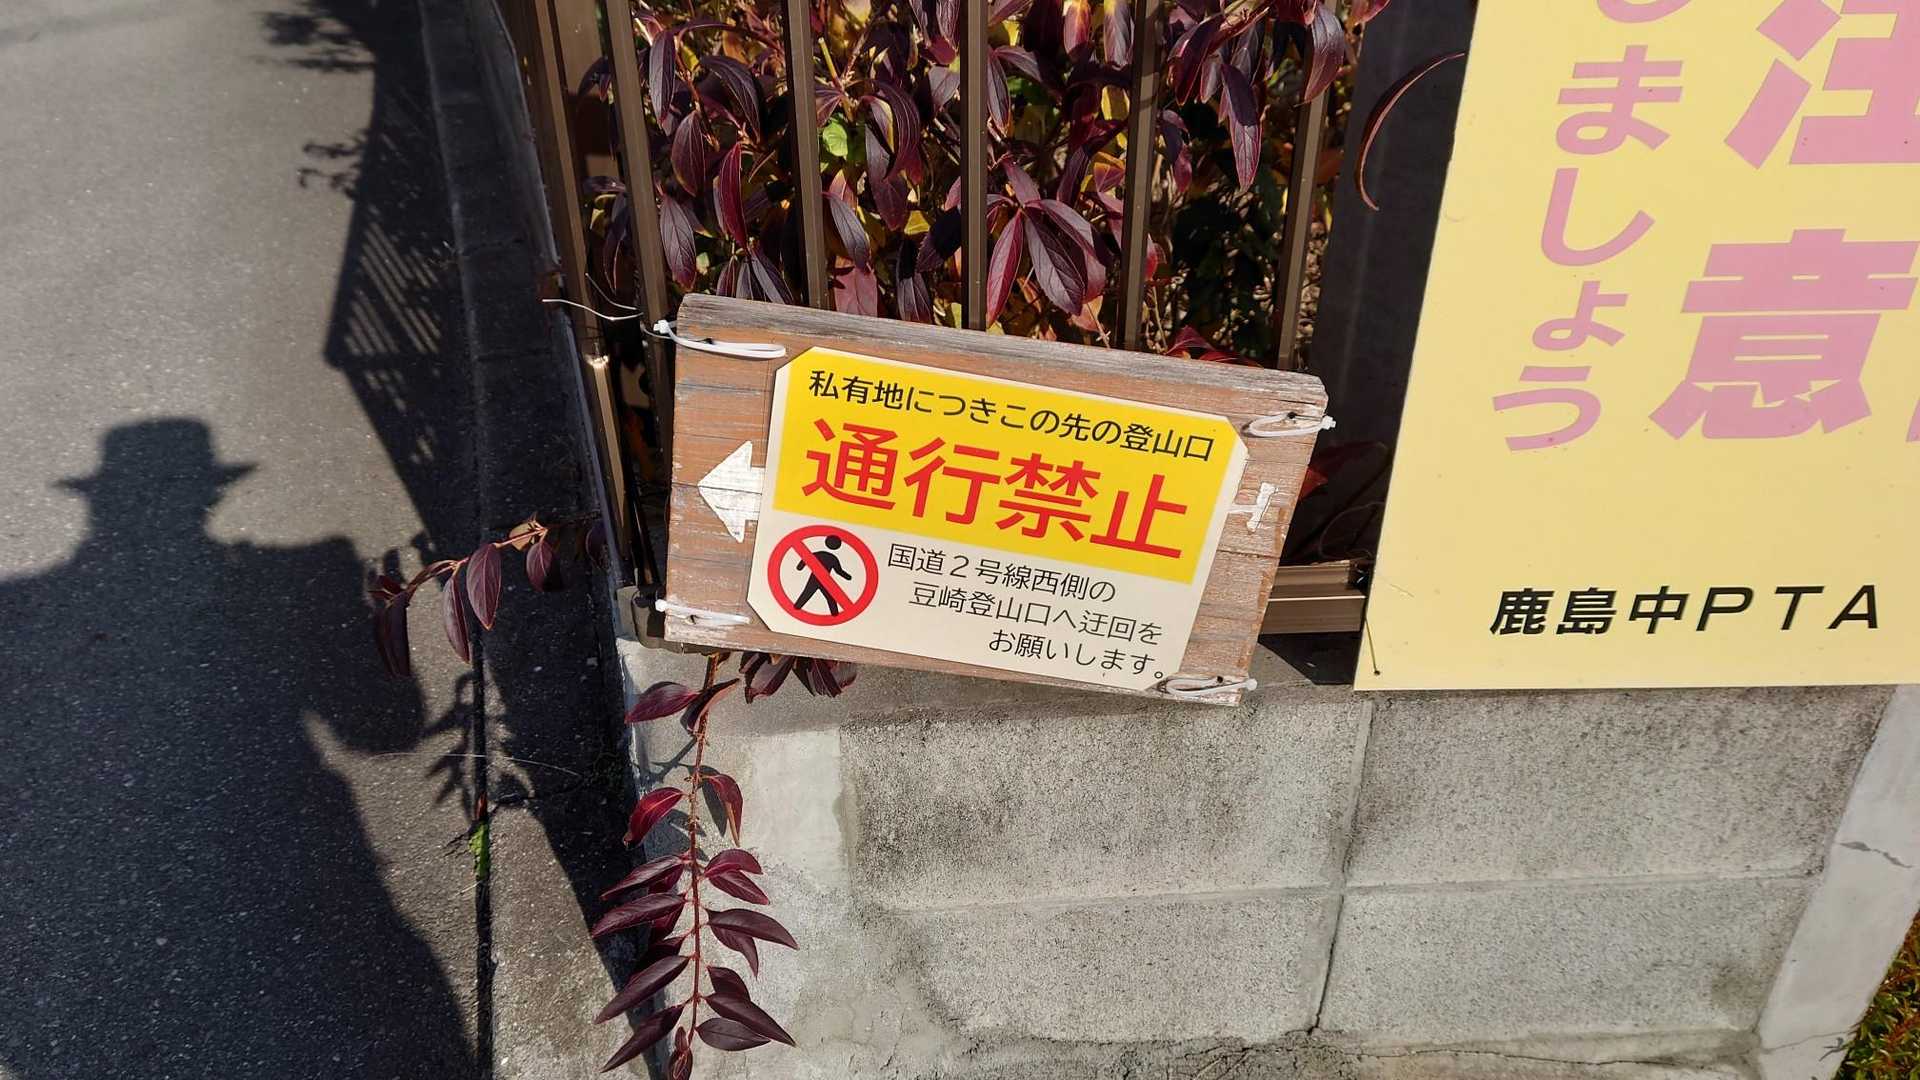 私有地につきこの先の登山口
通行禁止
国道２号線西側の
豆崎登山口へ迂回を
お願いします。
注意
しましょう
鹿島中PTA